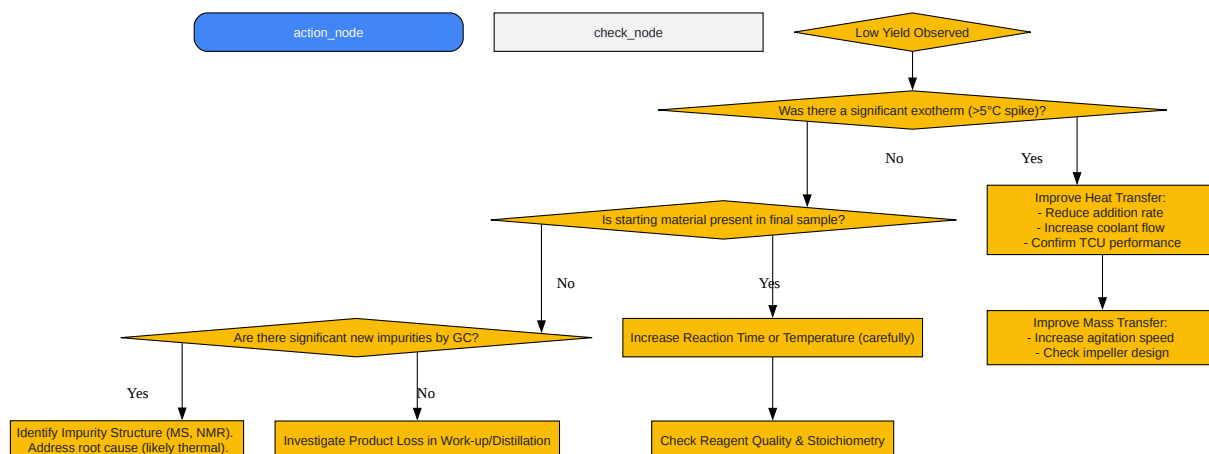 action_node
check_node
Low Yield Observed
Was there a significant exotherm (>5°C spike)?
No
Yes
Improve Heat Transfer:
- Reduce addition rate
- Increase coolant flow
- Confirm TCU performance
Is starting material present in final sample?
No
Yes
Improve Mass Transfer:
- Increase agitation speed
- Check impeller design
Are there significant new impurities by GC?
Increase Reaction Time or Temperature (carefully)
Yes
No
Identify Impurity Structure (MS, NMR).
Address root cause (likely thermal).
Investigate Product Loss in Work-up/Distillation
Check Reagent Quality & Stoichiometry